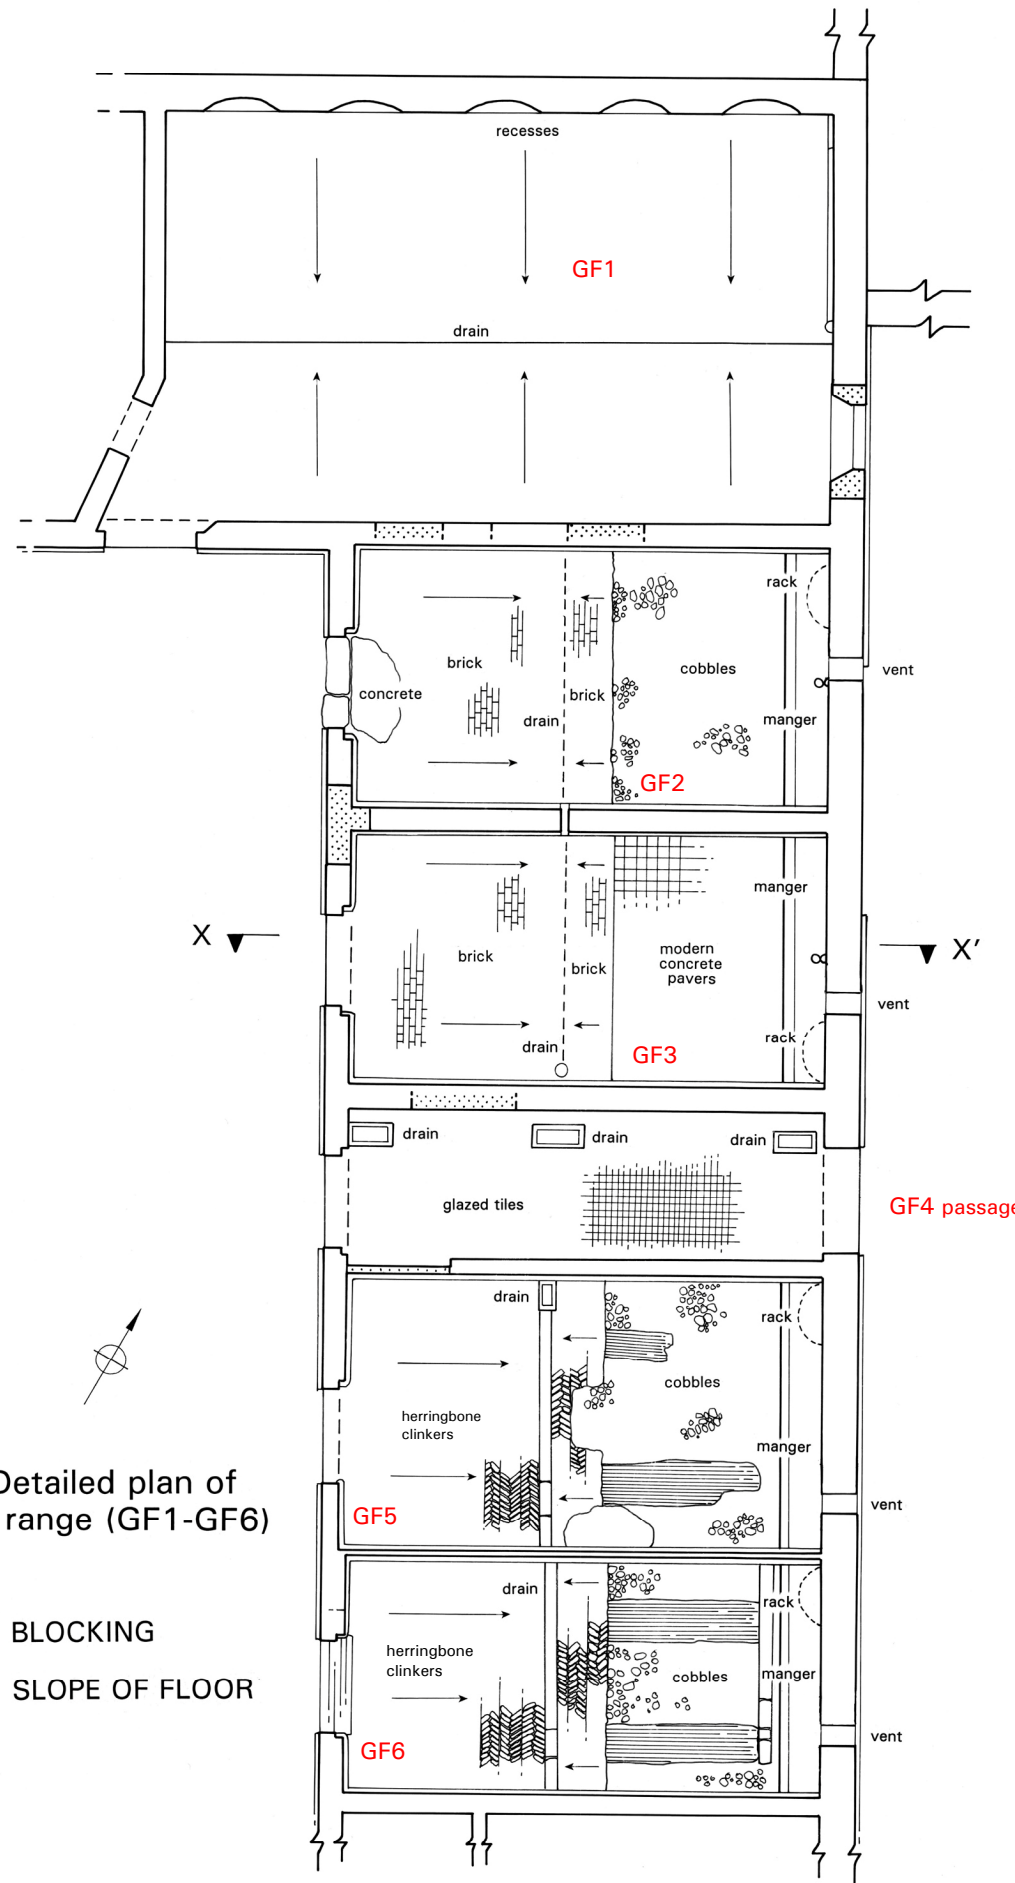 recesses
GF1
drain
rack
brick
cobbles
vent
concrete
brick
drain
manger
GF2
manger
X
brick
brick
modern
concrete
pavers
X'
vent
rack
drain
GF3
drain
drain
drain
glazed tiles
GF4 passage
drain
rack
cobbles
herringbone
clinkers
manger
Detailed plan of
range (GF1-GF6)
GF5
vent
drain
rack
BLOCKING
herringbone
clinkers
cobbles
manger
SLOPE OF FLOOR
GF6
vent